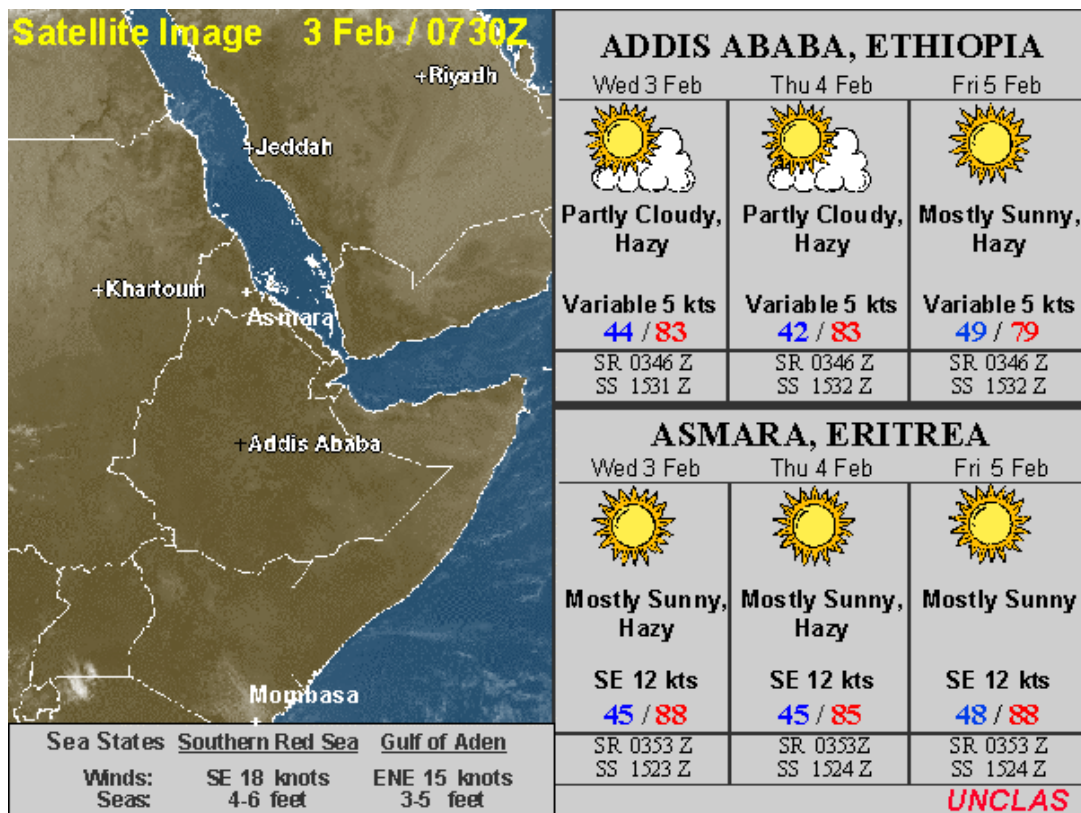 Satellite Image 3 Feb / 0730Z
+Riyadh
+Jeddah
+Khartoum
+
Asmara
+Addis Ababa
Mombasa
+
Sea States Southern Red Sea Gulf of Aden
Winds: SE 18 knots ENE 15 knots
Seas: 4-6 feet 3-5 feet
ADDIS ABABA, ETHIOPIA
Wed 3 Feb Thu 4 Feb Fri 5 Feb
Partly Cloudy, Partly Cloudy, Mostly Sunny,
Hazy Hazy Hazy
Variable 5 kts Variable 5 kts Variable 5 kts
44 / 83 42 / 83 49 / 79
SR 0346 Z SR 0346 Z SR 0346 Z
SS 1531 Z SS 1532 Z SS 1532 Z
ASMARA, ERITREA
Wed 3 Feb Thu 4 Feb Fri 5 Feb
Mostly Sunny, Mostly Sunny, Mostly Sunny
Hazy Hazy
SE 12 kts SE 12 kts SE 12 kts
45 / 88 45 / 85 48 / 88
SR 0353 Z SR 0353Z SR 0353 Z
SS 1523 Z SS 1524 Z SS 1524 Z
UNCLAS